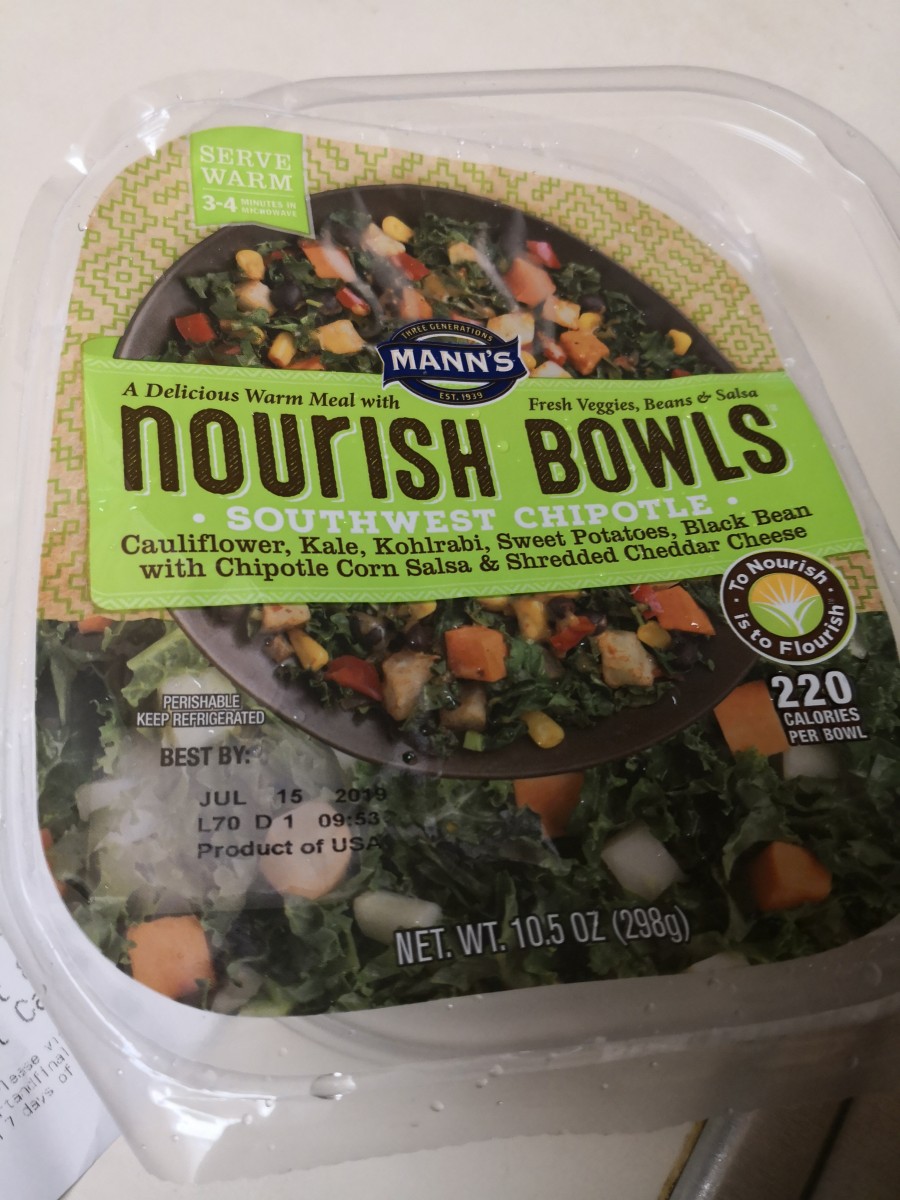 SERVE
WARM
3-4 MINUTES IN
MICROWAVE
THREE GENERATIONS
MANN'S
EST. 1939
A Delicious Warm Meal with
Fresh Veggies, Beans & Salsa
NOURISH BOWLS
• SOUTHWEST CHIPOTLE •
Cauliflower, Kale, Kohlrabi, Sweet Potatoes, Black Bean
with Chipotle Corn Salsa & Shredded Cheddar Cheese
To Nourish
is to Flourish
220
CALORIES
PER BOWL
PERISHABLE
KEEP REFRIGERATED
BEST BY:
JUL 15 2019
L70 D 1 09:53
Product of USA
NET. WT. 10.5 OZ (298g)
7 days of